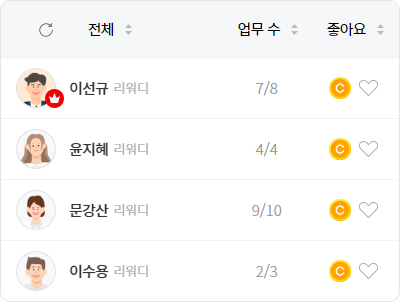 전체 업무 수 좋아요
이선규 리워디 7/8 C
윤지혜 리워디 4/4 C
문강산 리워디 9/10 C
이수용 리워디 2/3 C